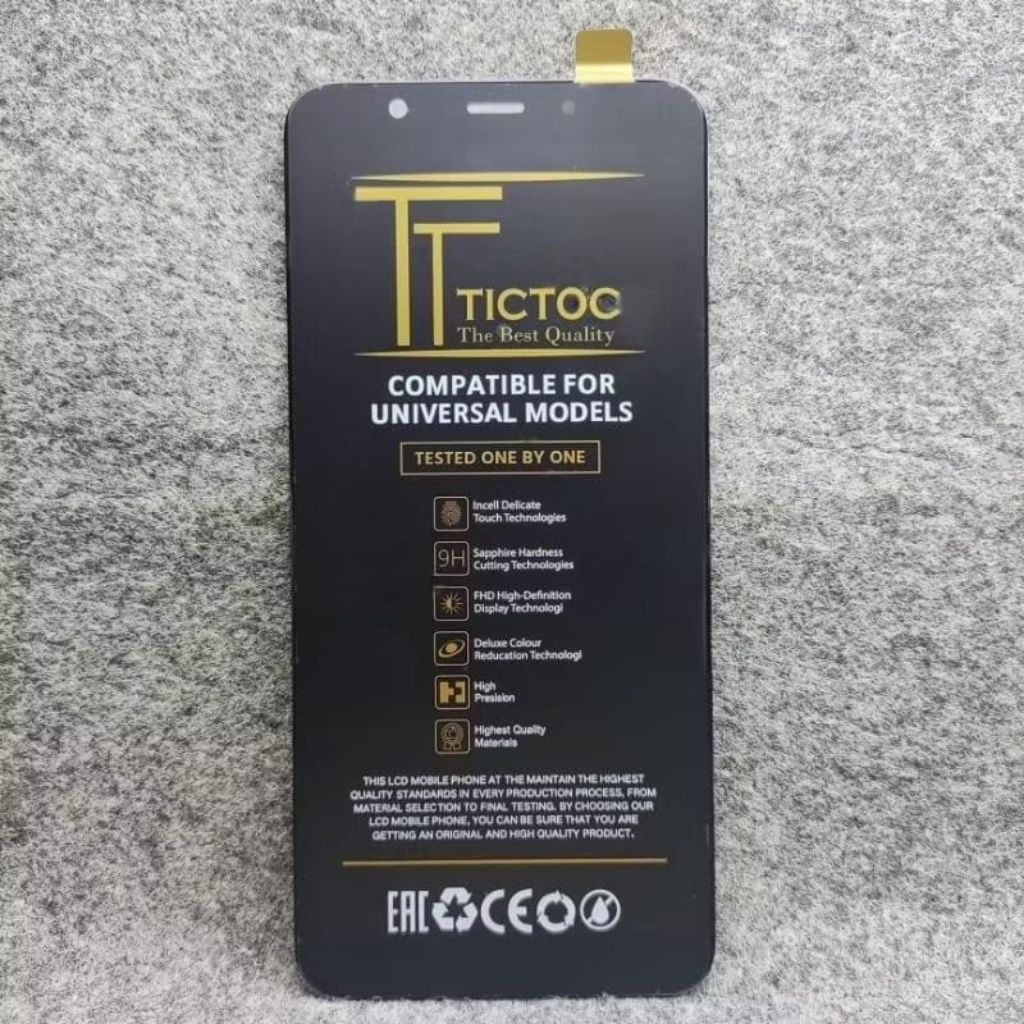 TT
TICTOC
The Best Quality
COMPATIBLE FOR
UNIVERSAL MODELS
TESTED ONE BY ONE
Incell Delicate
Touch Technologies
9H
Sapphire Hardness
Cutting Technologies
FHD High-Definition
Display Technologi
Deluxe Colour
Reducation Technologi
High
Presision
Highest Quality
Materials
THIS LCD MOBILE PHONE AT THE MAINTAIN THE HIGHEST
QUALITY STANDARDS IN EVERY PRODUCTION PROCESS, FROM
MATERIAL SELECTION TO FINAL TESTING. BY CHOOSING OUR
LCD MOBILE PHONE, YOU CAN BE SURE THAT YOU ARE
GETTING AN ORIGINAL AND HIGH QUALITY PRODUCT.
EAC CE